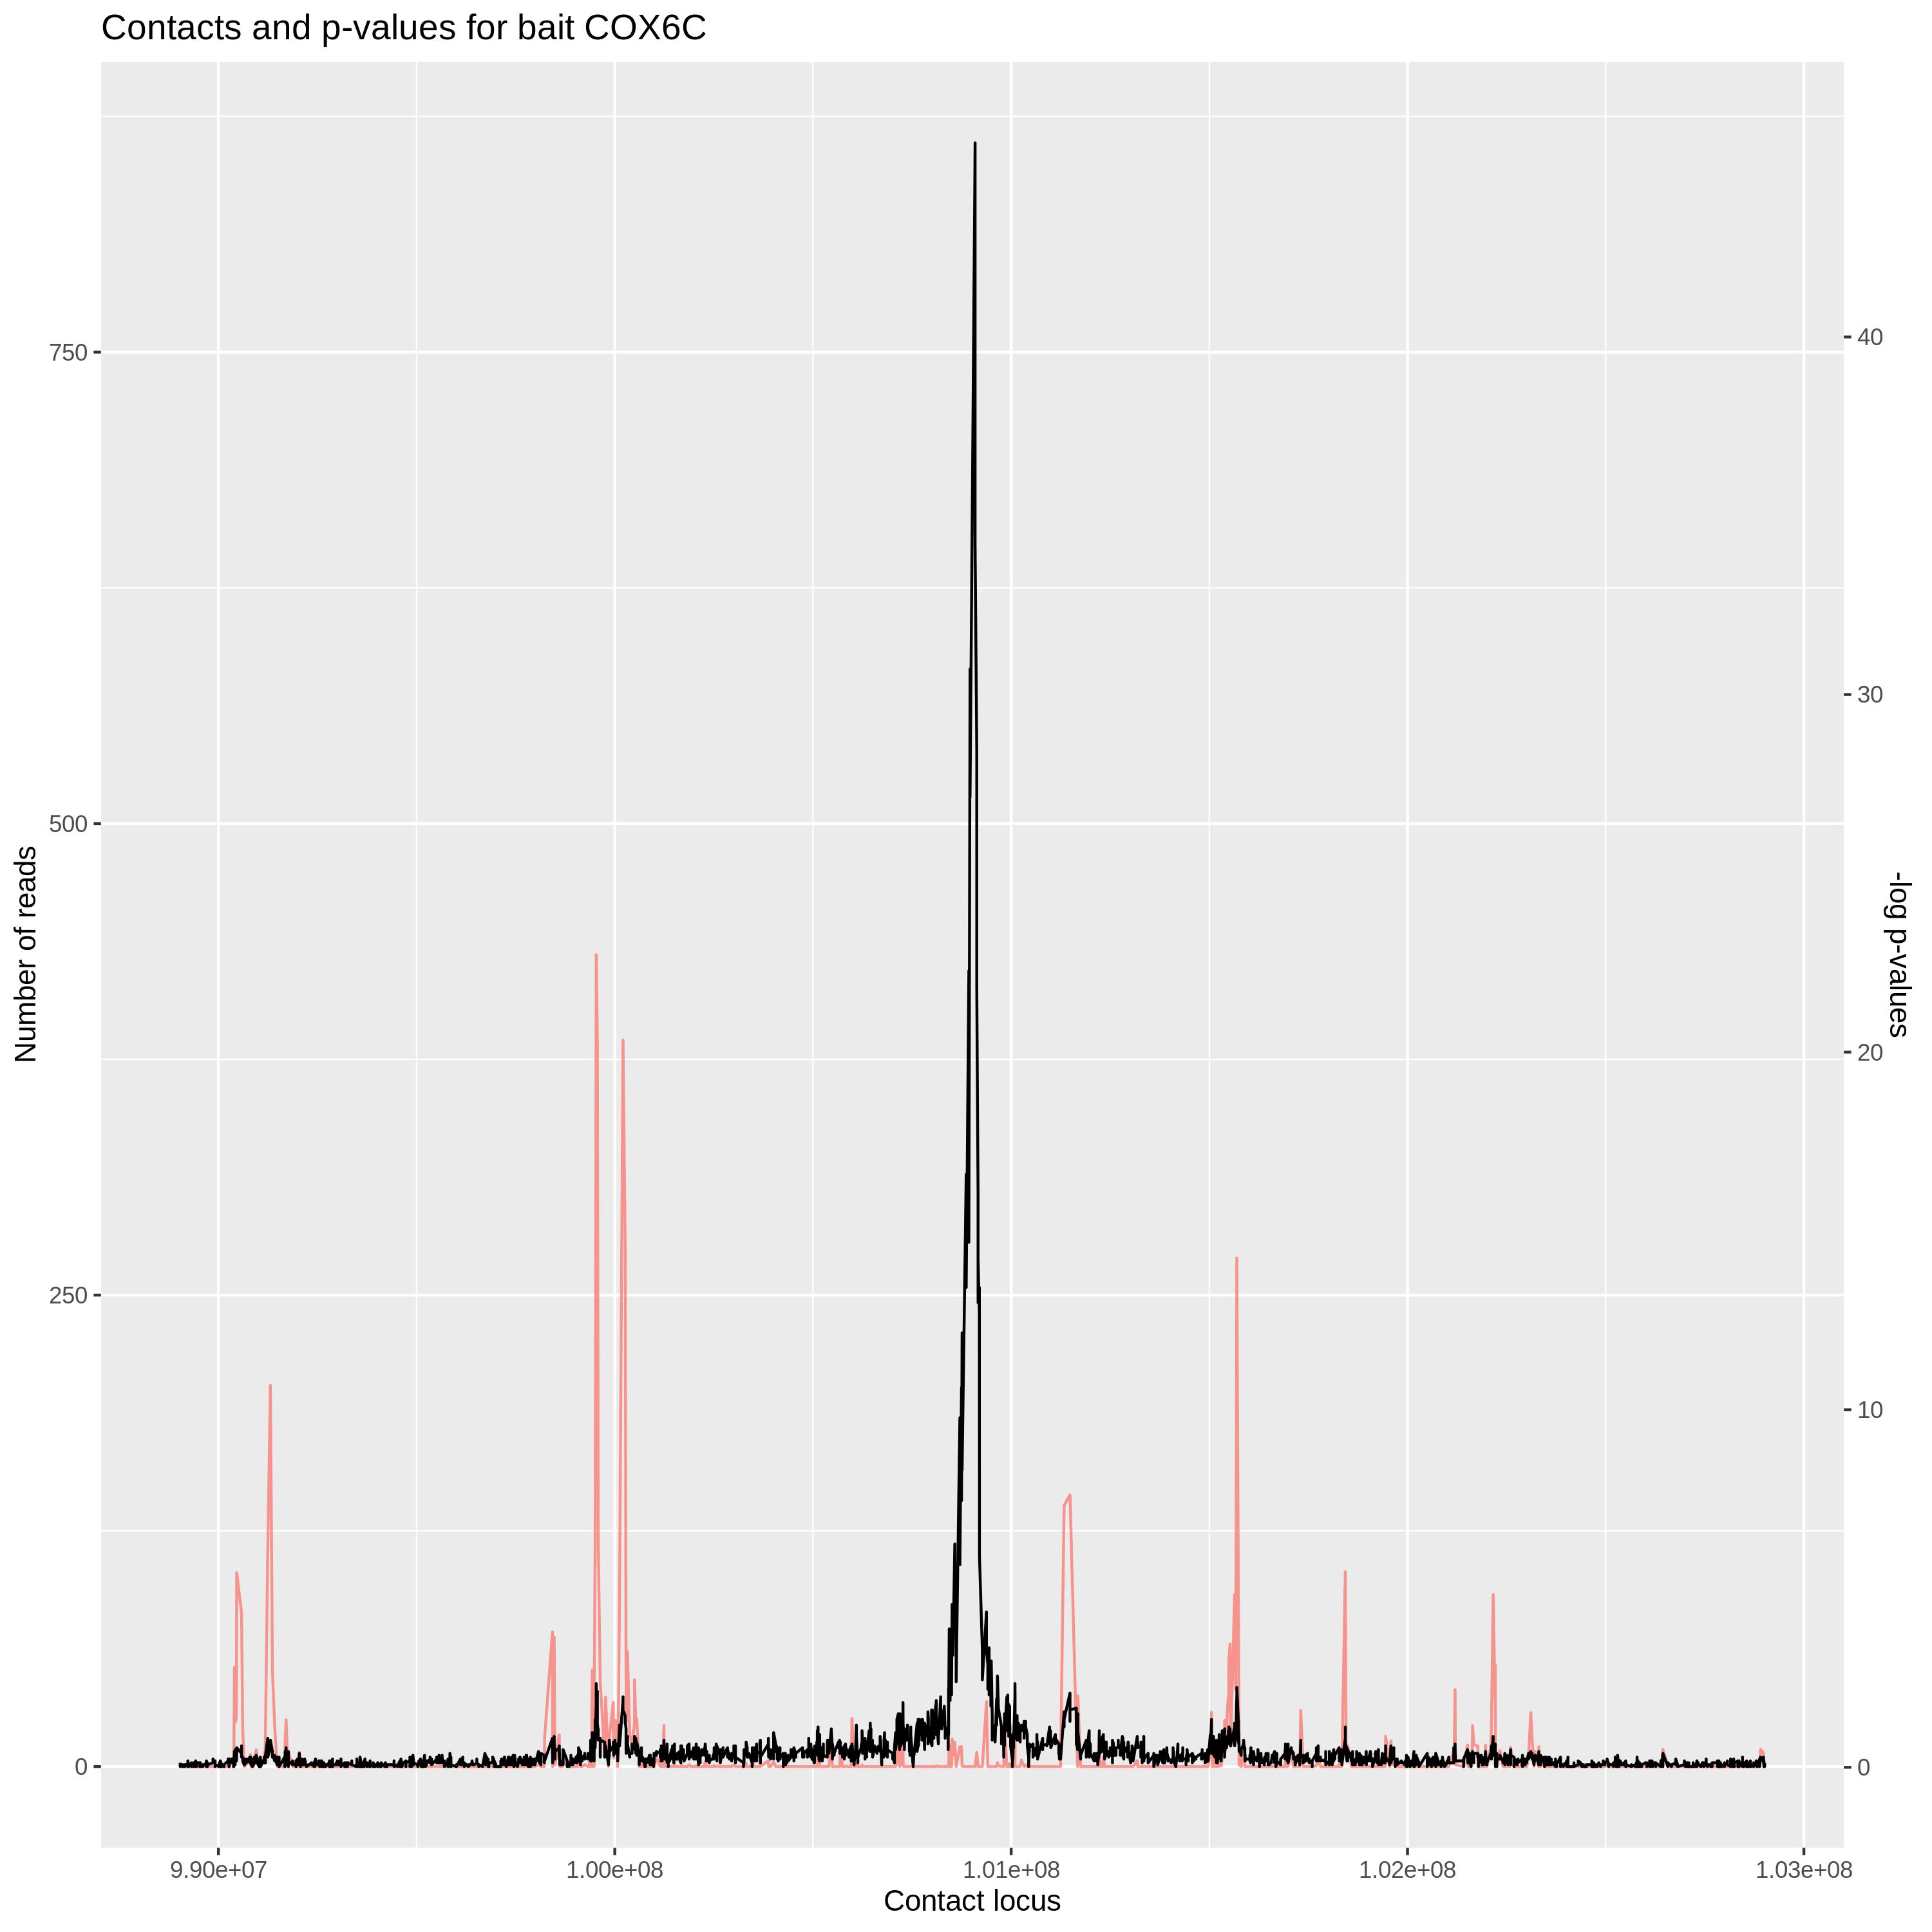 Contacts and p-values for bait COX6C
750
500
250
0
Number of reads
40
30
20
10
0
-log p-values
9.90e+07
1.00e+08
1.01e+08
1.02e+08
1.03e+08
Contact locus